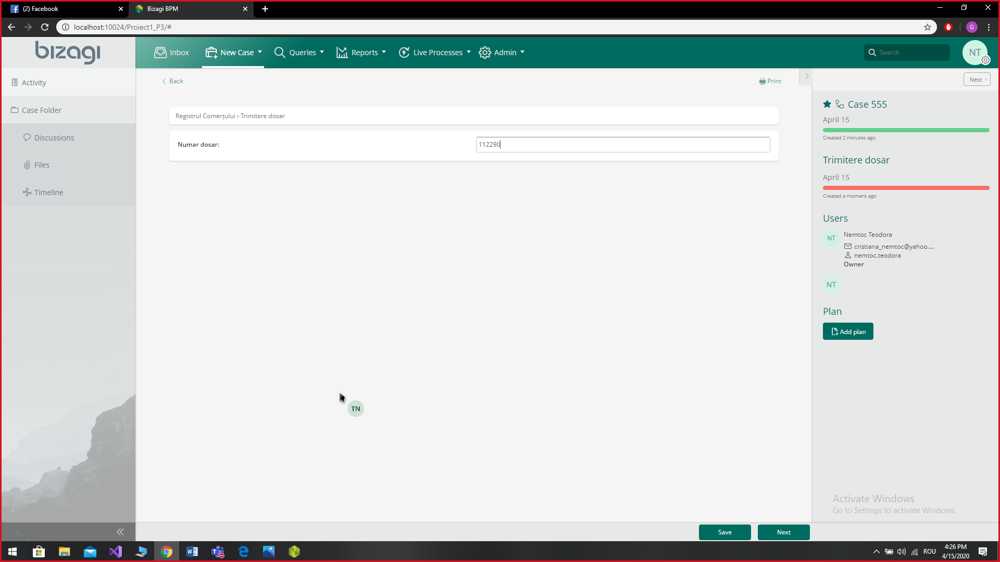 (2) Facebook
Bizagi BPM
localhost:10024/Proiect1_P3/#
G
bizagi
Inbox
New Case
Queries
Reports
Live Processes
Admin
Search
NT
Activity
Case Folder
Discussions
Files
Timeline
Back
Print
Registrul Comerțului › Trimitere dosar
Numar dosar:
112290
TN
Save
Next
Next
Case 555
April 15
Created 2 minutes ago
Trimitere dosar
April 15
Created a moment ago
Users
NT
Nemtoc Teodora
cristiana_nemtoc@yahoo....
nemtoc.teodora
Owner
NT
Plan
Add plan
Activate Windows
Go to Settings to activate Windows.
ROU
4:26 PM
4/15/2020